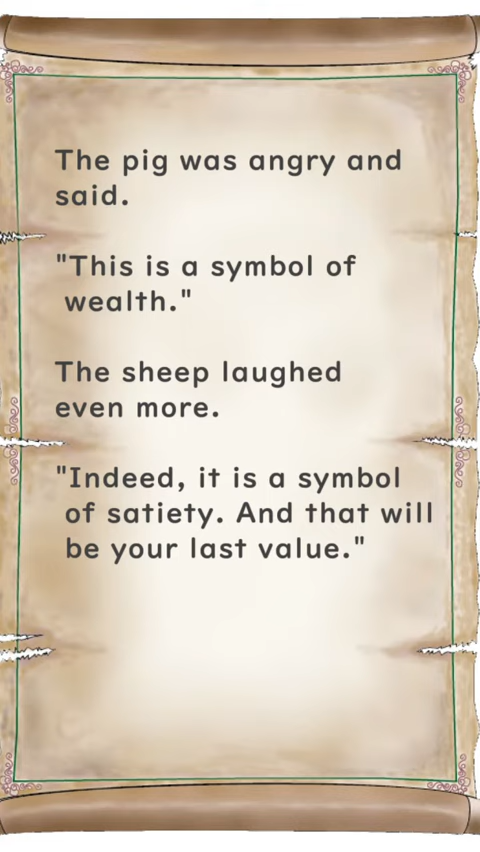 The pig was angry and
said.
"This is a symbol of
wealth."
The sheep laughed
even more.
"Indeed, it is a symbol
of satiety. And that will
be your last value."